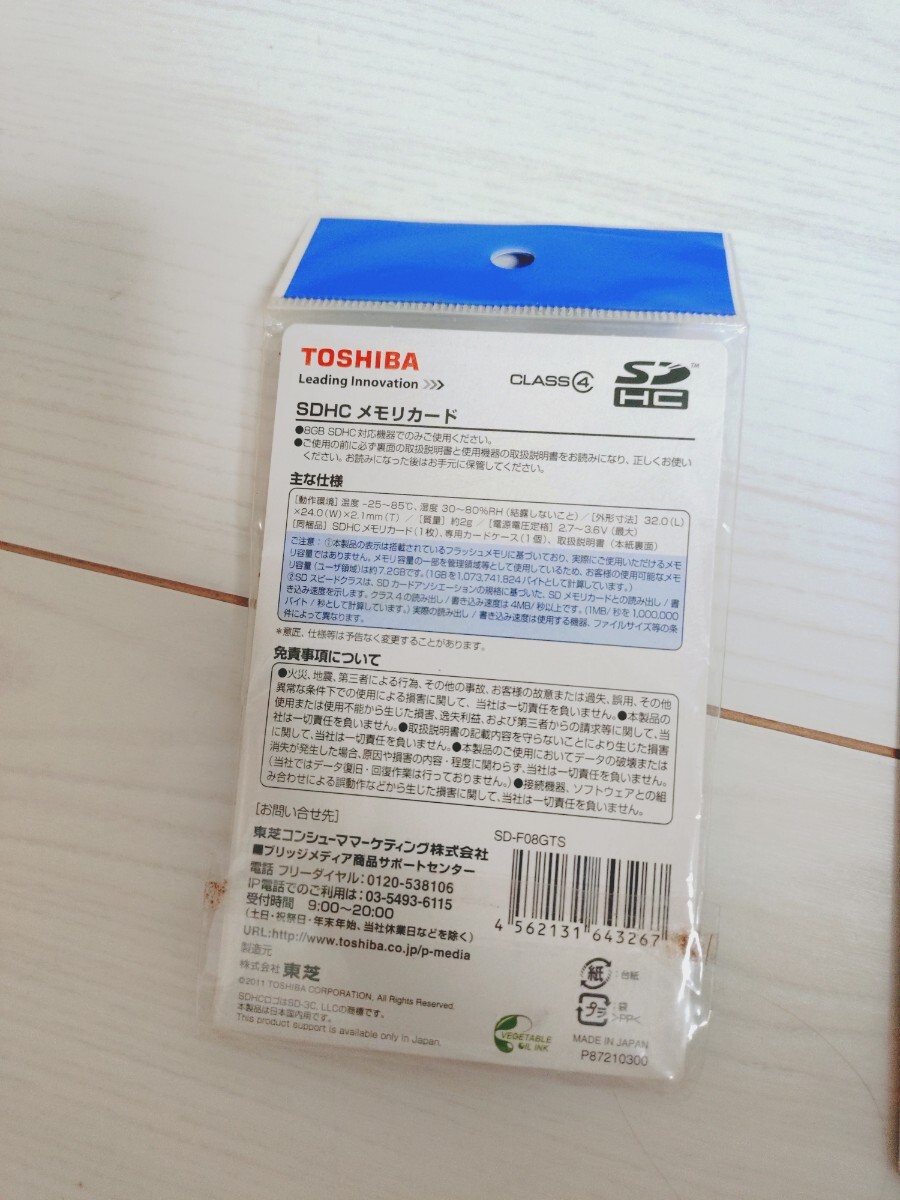 TOSHIBA
Leading Innovation >>>
CLASS 4
SD HC ™
SDHC メモリカード
●8GB SDHC対応機器でのみご使用ください。
●ご使用の前に必ず裏面の取扱説明書と使用機器の取扱説明書をお読みになり、正しくお使い
ください。お読みになった後はお手元に保管してください。
主な仕様
[動作環境] 温度 -25～85℃、湿度 30～80%RH (結露しないこと) / [外形寸法] 32.0(L)
×24.0(W)×2.1mm(T) / [質量] 約2g / [電源電圧定格] 2.7～3.6V (最大)
[同梱品] SDHCメモリカード(1枚)、専用カードケース(1個)、取扱説明書(本紙裏面)
ご注意:①本製品の表示は搭載されているフラッシュメモリに基づいており、実際にご使用いただけるメモ
リ容量ではありません。メモリ容量の一部を管理領域等として使用しているため、お客様の使用可能なメモ
リ容量(ユーザ領域)は約7.2GBです。(1GBを1,073,741,824バイトとして計算しています。)
②SDスピードクラスは、SDカードアソシエーションの規格に基づいた、SDメモリカードとの読み出し/書
き込み速度を示します。クラス4の読み出し/書き込み速度は4MB/秒以上です。(1MB/秒を1,000,000
バイト/秒として計算しています。)実際の読み出し/書き込み速度は使用する機器、ファイルサイズ等の条
件によって異なります。
*意匠、仕様等は予告なく変更することがあります。
免責事項について
●火災、地震、第三者による行為、その他の事故、お客様の故意または過失、誤用、その他
異常な条件下での使用による損害に関して、当社は一切責任を負いません。●本製品の
使用または使用不能から生じた損害、逸失利益、および第三者からの請求等に関して、当
社は一切責任を負いません。●取扱説明書の記載内容を守らないことにより生じた損害
に関して、当社は一切責任を負いません。●本製品のご使用においてデータの破壊または
消失が発生した場合、原因や損害の内容・程度に関わらず、当社は一切責任を負いません。
(当社ではデータ復旧・回復作業は行っておりません。)●接続機器、ソフトウェアとの組
み合わせによる誤動作などから生じた損害に関して、当社は一切責任を負いません。
[お問い合せ先]
東芝コンシューママーケティング株式会社
■ブリッジメディア商品サポートセンター
電話 フリーダイヤル:0120-538106
IP電話でのご利用は:03-5493-6115
受付時間 9:00～20:00
(土日・祝祭日・年末年始、当社休業日などを除く)
URL:http://www.toshiba.co.jp/p-media
製造元
株式会社 東芝
©2011 TOSHIBA CORPORATION, All Rights Reserved.
SDHCロゴはSD-3C, LLCの商標です。
本製品は日本国内用です。
This product support is available only in Japan.
SD-F08GTS
4 562131 643267
紙 :台紙
プラ :袋
>PP<
VEGETABLE
OIL INK
MADE IN JAPAN
P87210300